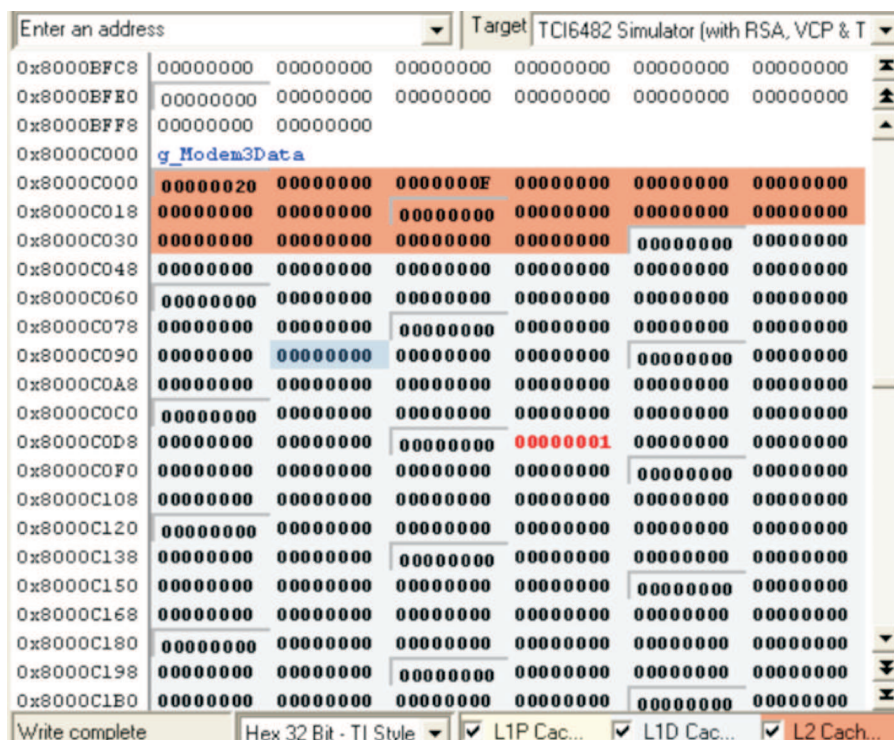 Enter an address Target TCI6482 Simulator (with RSA, VCP & T
0x8000BFC8 00000000 00000000 00000000 00000000 00000000 00000000
0x8000BFE0 00000000 00000000 00000000 00000000 00000000 00000000
0x8000BFF8 00000000 00000000
0x8000C000 g_Modem3Data
0x8000C000 00000020 00000000 0000000F 00000000 00000000 00000000
0x8000C018 00000000 00000000 00000000 00000000 00000000 00000000
0x8000C030 00000000 00000000 00000000 00000000 00000000 00000000
0x8000C048 00000000 00000000 00000000 00000000 00000000 00000000
0x8000C060 00000000 00000000 00000000 00000000 00000000 00000000
0x8000C078 00000000 00000000 00000000 00000000 00000000 00000000
0x8000C090 00000000 00000000 00000000 00000000 00000000 00000000
0x8000C0A8 00000000 00000000 00000000 00000000 00000000 00000000
0x8000C0C0 00000000 00000000 00000000 00000000 00000000 00000000
0x8000C0D8 00000000 00000000 00000000 00000001 00000000 00000000
0x8000C0F0 00000000 00000000 00000000 00000000 00000000 00000000
0x8000C108 00000000 00000000 00000000 00000000 00000000 00000000
0x8000C120 00000000 00000000 00000000 00000000 00000000 00000000
0x8000C138 00000000 00000000 00000000 00000000 00000000 00000000
0x8000C150 00000000 00000000 00000000 00000000 00000000 00000000
0x8000C168 00000000 00000000 00000000 00000000 00000000 00000000
0x8000C180 00000000 00000000 00000000 00000000 00000000 00000000
0x8000C198 00000000 00000000 00000000 00000000 00000000 00000000
0x8000C1B0 00000000 00000000 00000000 00000000 00000000 00000000
Write complete Hex 32 Bit - TI Style L1P Cac... L1D Cac... L2 Cach...